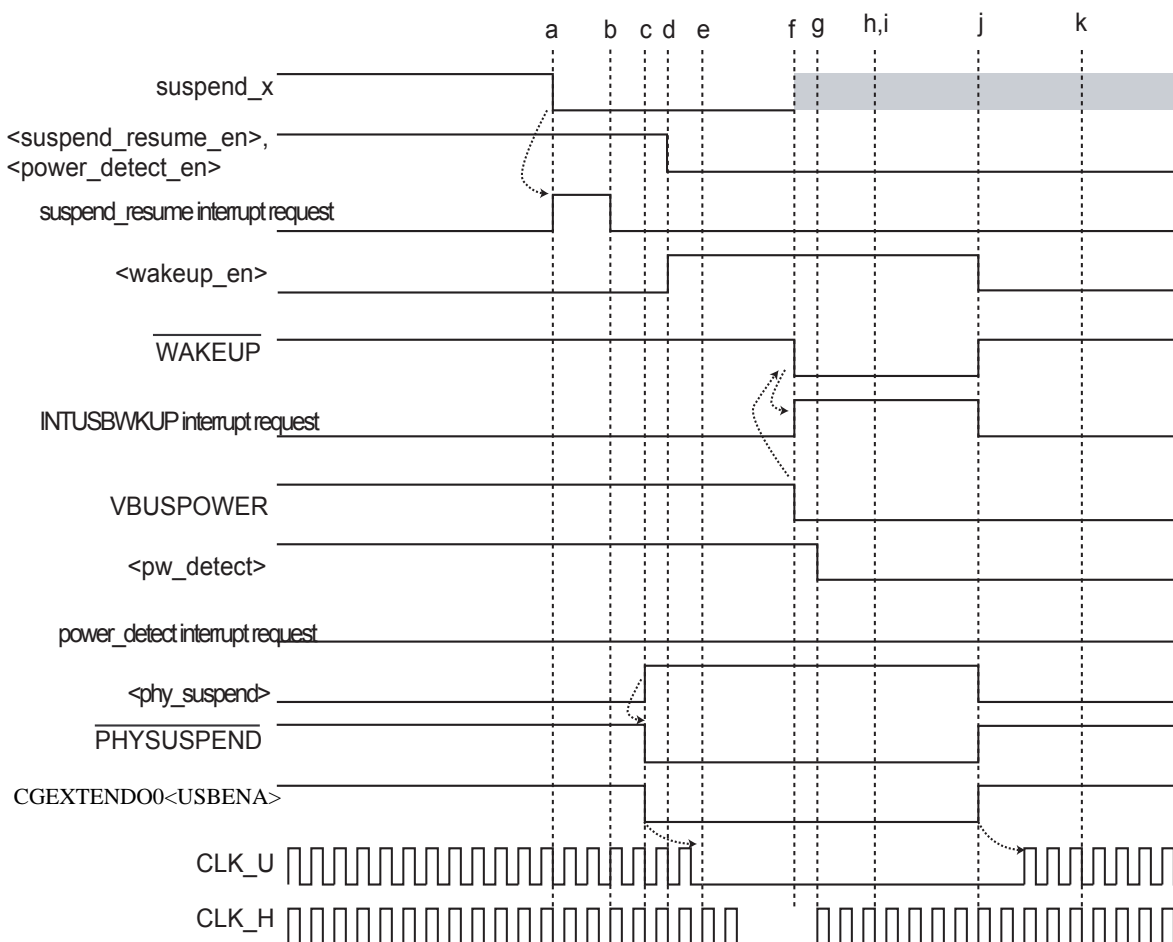 a b c d e f g h,i j k
suspend_x
<suspend_resume_en>,
<power_detect_en>
suspend_resume interrupt request
<wakeup_en>
WAKEUP
INTUSBWKUP interrupt request
VBUSPOWER
<pw_detect>
power_detect interrupt request
<phy_suspend>
PHYSUSPEND
CGEXTENDO0<USBENA>
CLK_U
CLK_H